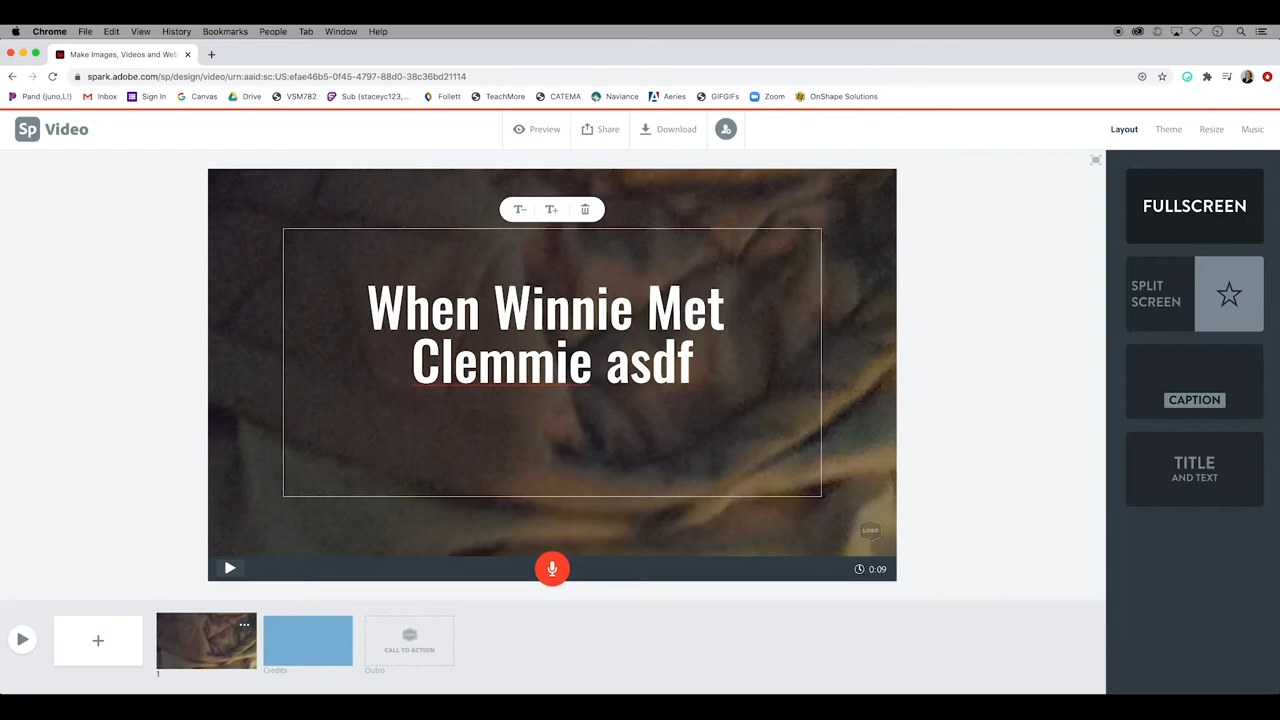 Chrome File Edit View History Bookmarks People Tab Window Help
Make Images, Videos and Web
spark.adobe.com/sp/design/video/urn:aaid:sc:US:efae46b5-0f45-4797-88d0-38c36bd21114
Pand (juno,L!) Inbox Sign In Canvas Drive VSM782 Sub (staceyc123,... Follett TeachMore CATEMA Naviance Aeries GIFGIFs Zoom OnShape Solutions
Sp Video Preview Share Download Layout Theme Resize Music
T- T+
When Winnie Met
Clemmie asdf
LOGO
0:09
FULLSCREEN
SPLIT
SCREEN
CAPTION
TITLE
AND TEXT
+
CALL TO ACTION
1
Credits
Outro